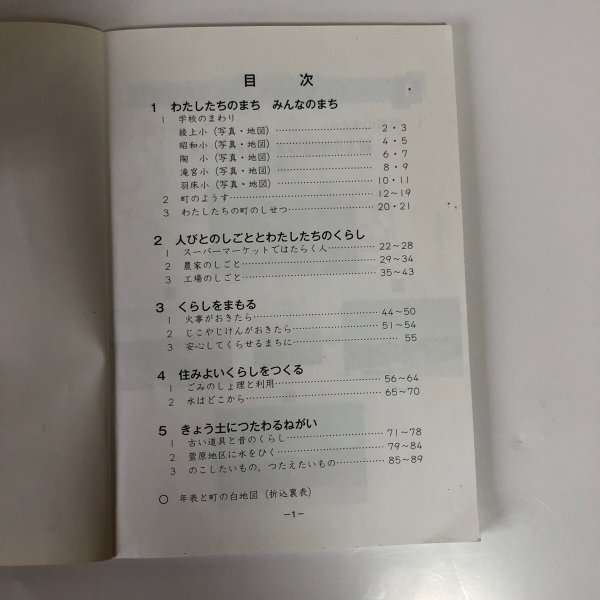 目 次
1 わたしたちのまち みんなのまち
1 学校のまわり
綾上小（写真・地図）…………………… 2・3
昭和小（写真・地図）…………………… 4・5
陶 小（写真・地図）…………………… 6・7
滝宮小（写真・地図）…………………… 8・9
羽床小（写真・地図）…………………… 10・11
2 町のようす…………………… 12〜19
3 わたしたちの町のしせつ…………………… 20・21
2 人びとのしごととわたしたちのくらし
1 スーパーマーケットではたらく人…………… 22〜28
2 農家のしごと…………………… 29〜34
3 工場のしごと…………………… 35〜43
3 くらしをまもる
1 火事がおきたら…………………… 44〜50
2 じこやじけんがおきたら…………………… 51〜54
3 安心してくらせるまちに…………………… 55
4 住みよいくらしをつくる
1 ごみのしょ理と利用…………………… 56〜64
2 水はどこから…………………… 65〜70
5 きょう土につたわるねがい
1 古い道具と昔のくらし…………………… 71〜78
2 萱原地区に水をひく…………………… 79〜84
3 のこしたいもの，つたえたいもの…………… 85〜89
○ 年表と町の白地図（折込裏表）
―1―